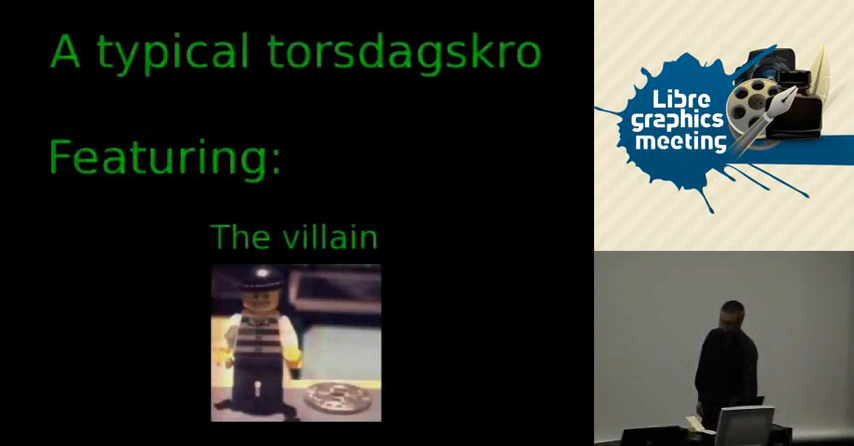 A typical torsdagskro
Featuring:
The villain
Libre
graphics
meeting